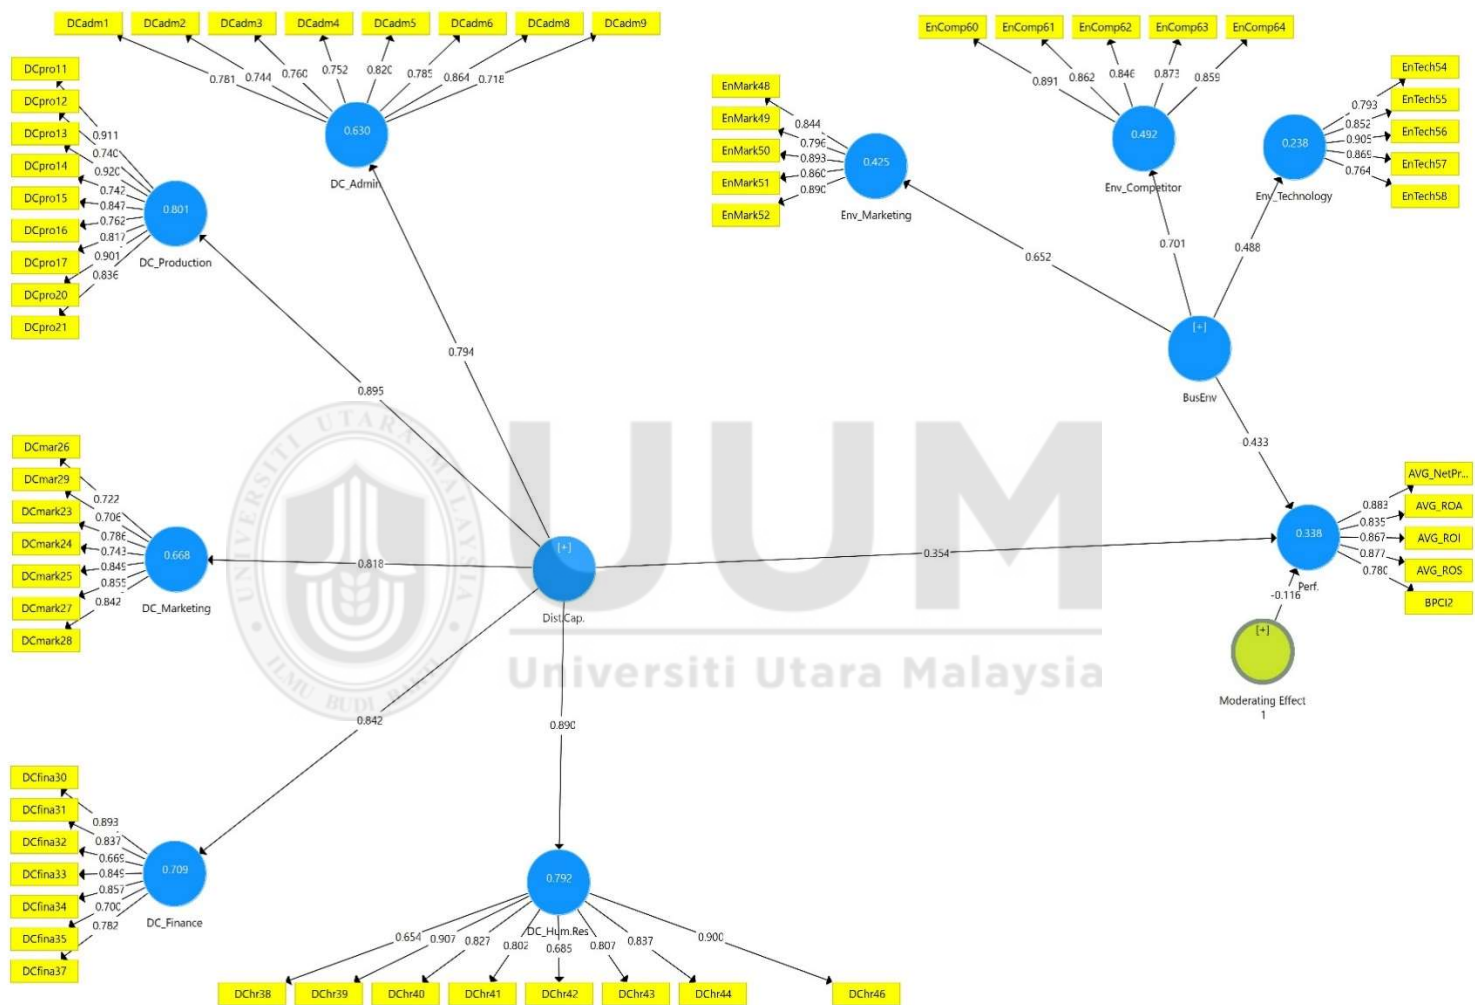 DCadm1 DCadm2 DCadm3 DCadm4 DCadm5 DCadm6 DCadm8 DCadm9
0.781 0.744 0.760 0.752 0.820 0.785 0.864 0.718
0.630
DC_Admin
DCpro11
DCpro12
DCpro13
DCpro14
DCpro15
DCpro16
DCpro17
DCpro20
DCpro21
0.911
0.740
0.920
0.742
0.847
0.762
0.817
0.901
0.836
0.801
DC_Production
EnComp60 EnComp61 EnComp62 EnComp63 EnComp64
0.891 0.862 0.846 0.873 0.859
0.492
Env_Competitor
EnMark48
EnMark49
EnMark50
EnMark51
EnMark52
0.844
0.796
0.893
0.860
0.890
0.425
Env_Marketing
EnTech54
EnTech55
EnTech56
EnTech57
EnTech58
0.793
0.852
0.905
0.869
0.764
0.238
Env_Technology
0.652
0.701
0.488
[+]
BusEnv
0.433
0.794
0.895
DCmar26
DCmar29
DCmark23
DCmark24
DCmark25
DCmark27
DCmark28
0.722
0.706
0.786
0.743
0.849
0.855
0.842
0.668
DC_Marketing
0.818
[+]
Dist.Cap.
0.354
0.338
Perf.
0.883
0.835
0.867
0.877
0.780
AVG_NetPr...
AVG_ROA
AVG_ROI
AVG_ROS
BPCI2
-0.116
[+]
Moderating Effect
1
UNIVERSITI UTARA MALAYSIA
ILMU BUDI BAKTI
UUM
Universiti Utara Malaysia
0.842
0.890
DCfina30
DCfina31
DCfina32
DCfina33
DCfina34
DCfina35
DCfina37
0.893
0.837
0.669
0.849
0.857
0.700
0.782
0.709
DC_Finance
0.792
DC_Hum.Res
0.654 0.907 0.827 0.802 0.685 0.807 0.837 0.900
DChr38 DChr39 DChr40 DChr41 DChr42 DChr43 DChr44 DChr46